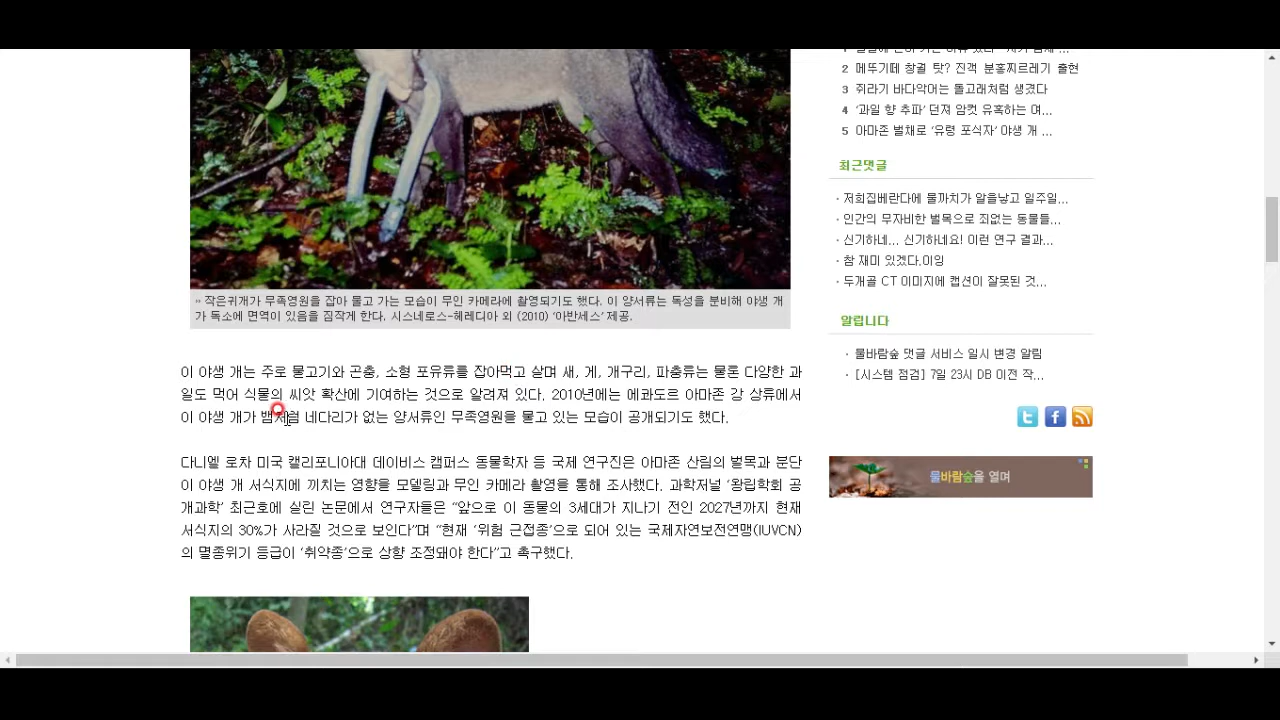 2 메뚜기떼 창궐 탓? 진객 분홍찌르레기 출현
3 쥐라기 바다악어는 돌고래처럼 생겼다
4 ‘과일 향 추파’ 던져 암컷 유혹하는 여...
5 아마존 벌채로 ‘유령 포식자’ 야생 개 ...
최근댓글
· 저희집베란다에 물까치가 알을낳고 일주일...
· 인간의 무자비한 벌목으로 죄없는 동물들...
· 신기하네... 신기하네요! 이런 연구 결과...
· 참 재미 있겠다.이잉
· 두개골 CT 이미지에 캡션이 잘못된 것...
알립니다
· 물바람숲 댓글 서비스 일시 변경 알림
· [시스템 점검] 7일 23시 DB 이전 작...
물바람숲을 열며
» 작은귀개가 무족영원을 잡아 물고 가는 모습이 무인 카메라에 촬영되기도 했다. 이 양서류는 독성을 분비해 야생 개
가 독소에 면역이 있음을 짐작게 한다. 시스네로스-헤레디아 외 (2010) ‘아반세스’ 제공.
이 야생 개는 주로 물고기와 곤충, 소형 포유류를 잡아먹고 살며 새, 게, 개구리, 파충류는 물론 다양한 과
일도 먹어 식물의 씨앗 확산에 기여하는 것으로 알려져 있다. 2010년에는 에콰도르 아마존 강 상류에서
이 야생 개가 뱀처럼 네다리가 없는 양서류인 무족영원을 물고 있는 모습이 공개되기도 했다.
다니엘 로차 미국 캘리포니아대 데이비스 캠퍼스 동물학자 등 국제 연구진은 아마존 산림의 벌목과 분단
이 야생 개 서식지에 끼치는 영향을 모델링과 무인 카메라 촬영을 통해 조사했다. 과학저널 ‘왕립학회 공
개과학’ 최근호에 실린 논문에서 연구자들은 “앞으로 이 동물의 3세대가 지나기 전인 2027년까지 현재
서식지의 30%가 사라질 것으로 보인다”며 “현재 ‘위험 근접종’으로 되어 있는 국제자연보전연맹(IUVCN)
의 멸종위기 등급이 ‘취약종’으로 상향 조정돼야 한다”고 촉구했다.